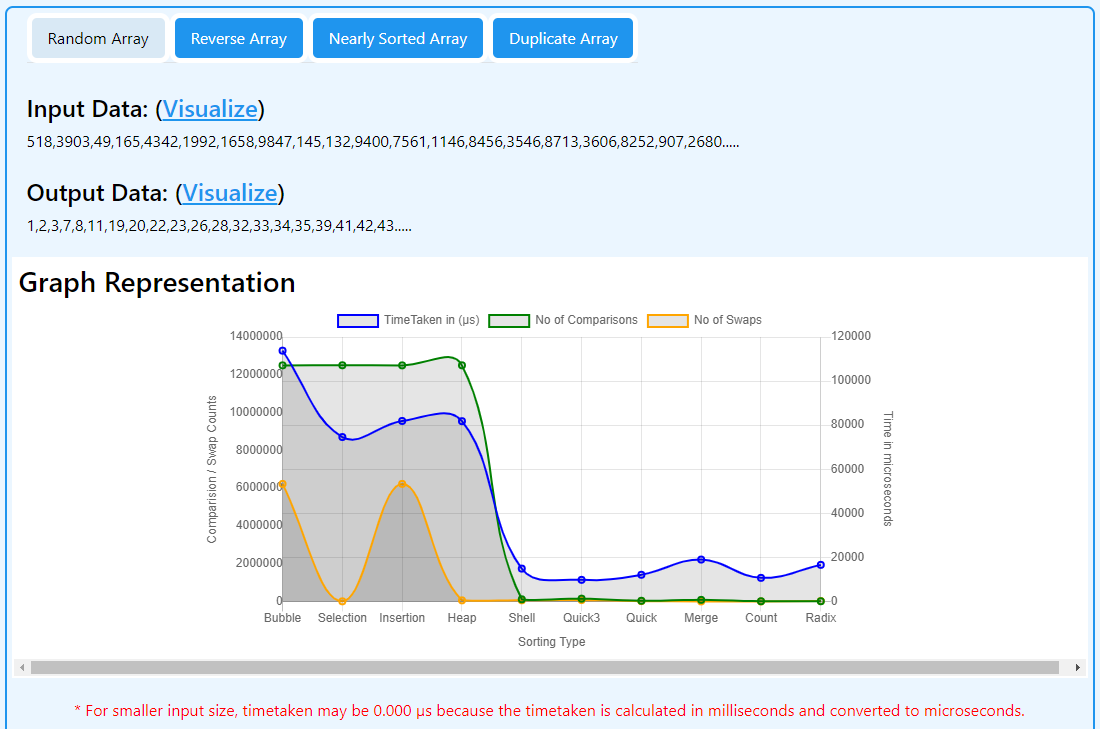 Random Array Reverse Array Nearly Sorted Array Duplicate Array
Input Data: (Visualize)
518,3903,49,165,4342,1992,1658,9847,145,132,9400,7561,1146,8456,3546,8713,3606,8252,907,2680.....
Output Data: (Visualize)
1,2,3,7,8,11,19,20,22,23,26,28,32,33,34,35,39,41,42,43.....
Graph Representation
TimeTaken in (µs) No of Comparisons No of Swaps
14000000
12000000
10000000
8000000
6000000
4000000
2000000
0
Comparision / Swap Counts
120000
100000
80000
60000
40000
20000
0
Time in microseconds
Bubble Selection Insertion Heap Shell Quick3 Quick Merge Count Radix
Sorting Type
* For smaller input size, timetaken may be 0.000 µs because the timetaken is calculated in milliseconds and converted to microseconds.